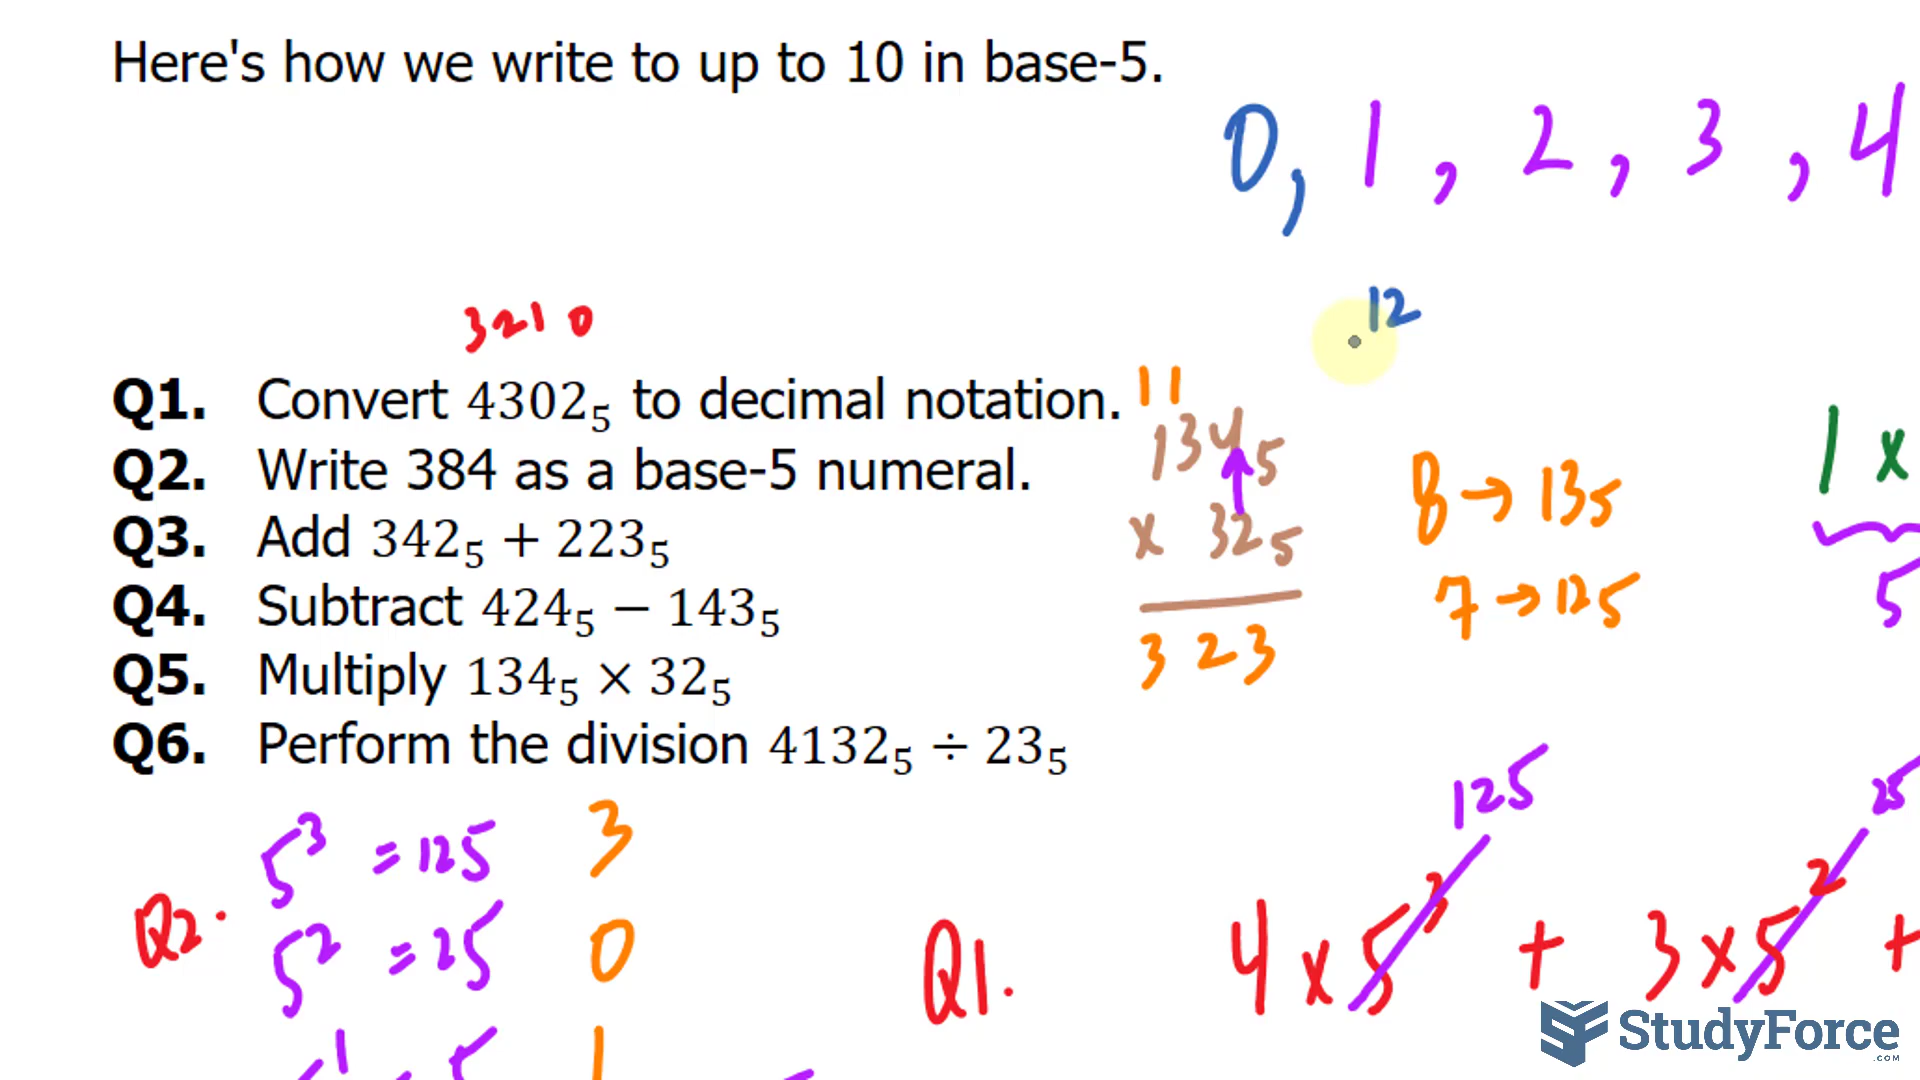 Here's how we write to up to 10 in base-5.
0, 1, 2, 3, 4
3 2 1 0
12
Q1. Convert 4302₅ to decimal notation.
Q2. Write 384 as a base-5 numeral.
Q3. Add 342₅ + 223₅
Q4. Subtract 424₅ − 143₅
Q5. Multiply 134₅ × 32₅
Q6. Perform the division 4132₅ ÷ 23₅
1 1
134₅
x 32₅
3 2 3
8 → 13₅
7 → 12₅
1 x
5
Q2. 5³ = 125 3
5² = 25 0
1 5 1
Q1. 4 x 5³ + 3 x 5² +
125 25
StudyForce
.COM